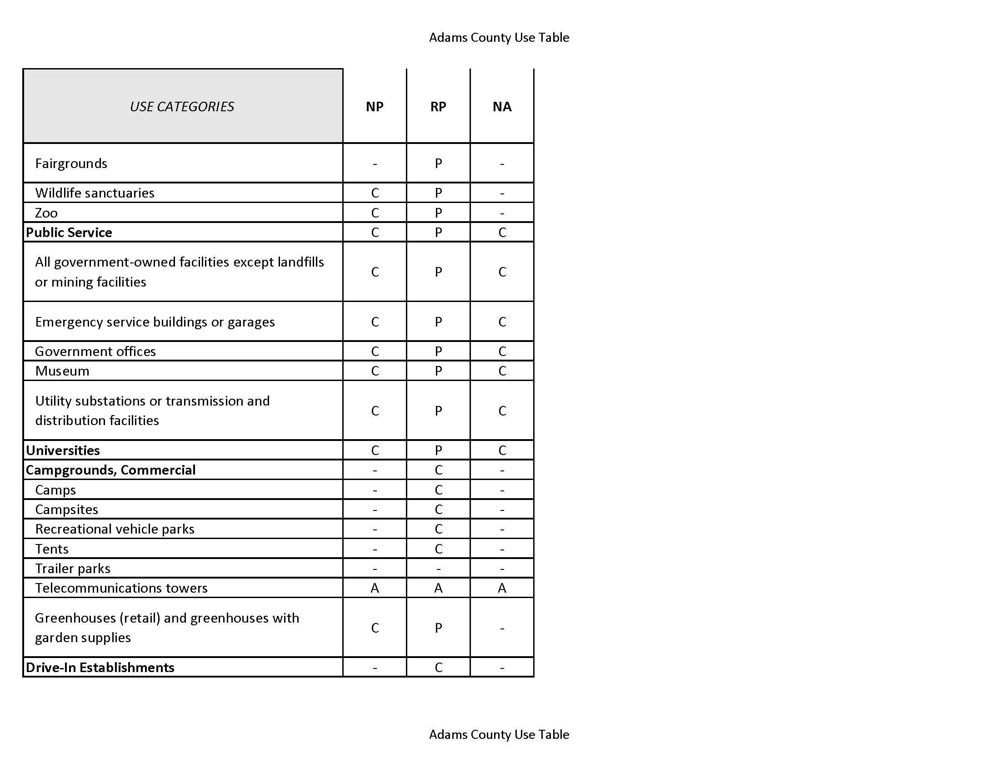 Adams County Use Table
USE CATEGORIES NP RP NA
Fairgrounds - P -
Wildlife sanctuaries C P -
Zoo C P -
Public Service C P C
All government-owned facilities except landfills
or mining facilities C P C
Emergency service buildings or garages C P C
Government offices C P C
Museum C P C
Utility substations or transmission and
distribution facilities C P C
Universities C P C
Campgrounds, Commercial - C -
Camps - C -
Campsites - C -
Recreational vehicle parks - C -
Tents - C -
Trailer parks - - -
Telecommunications towers A A A
Greenhouses (retail) and greenhouses with
garden supplies C P -
Drive-In Establishments - C -
Adams County Use Table